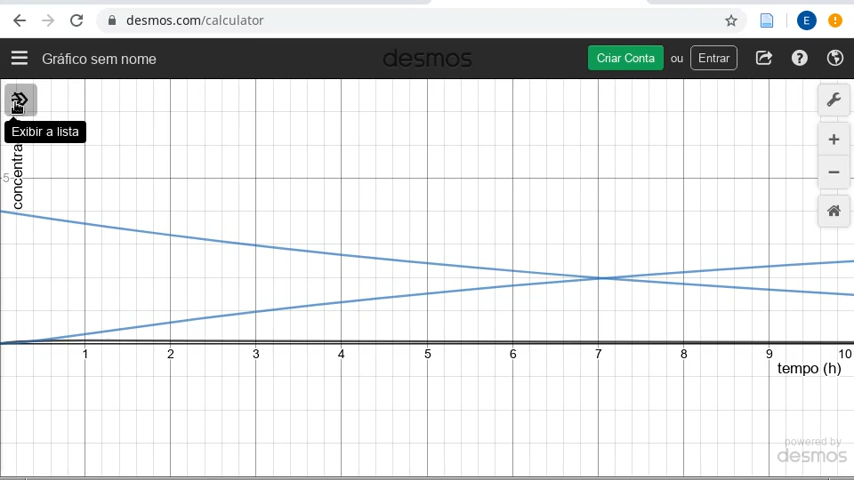 desmos.com/calculator
E
Gráfico sem nome
desmos
Criar Conta
ou
Entrar
Exibir a lista
concentra
5
1 2 3 4 5 6 7 8 9 10
tempo (h)
powered by
desmos